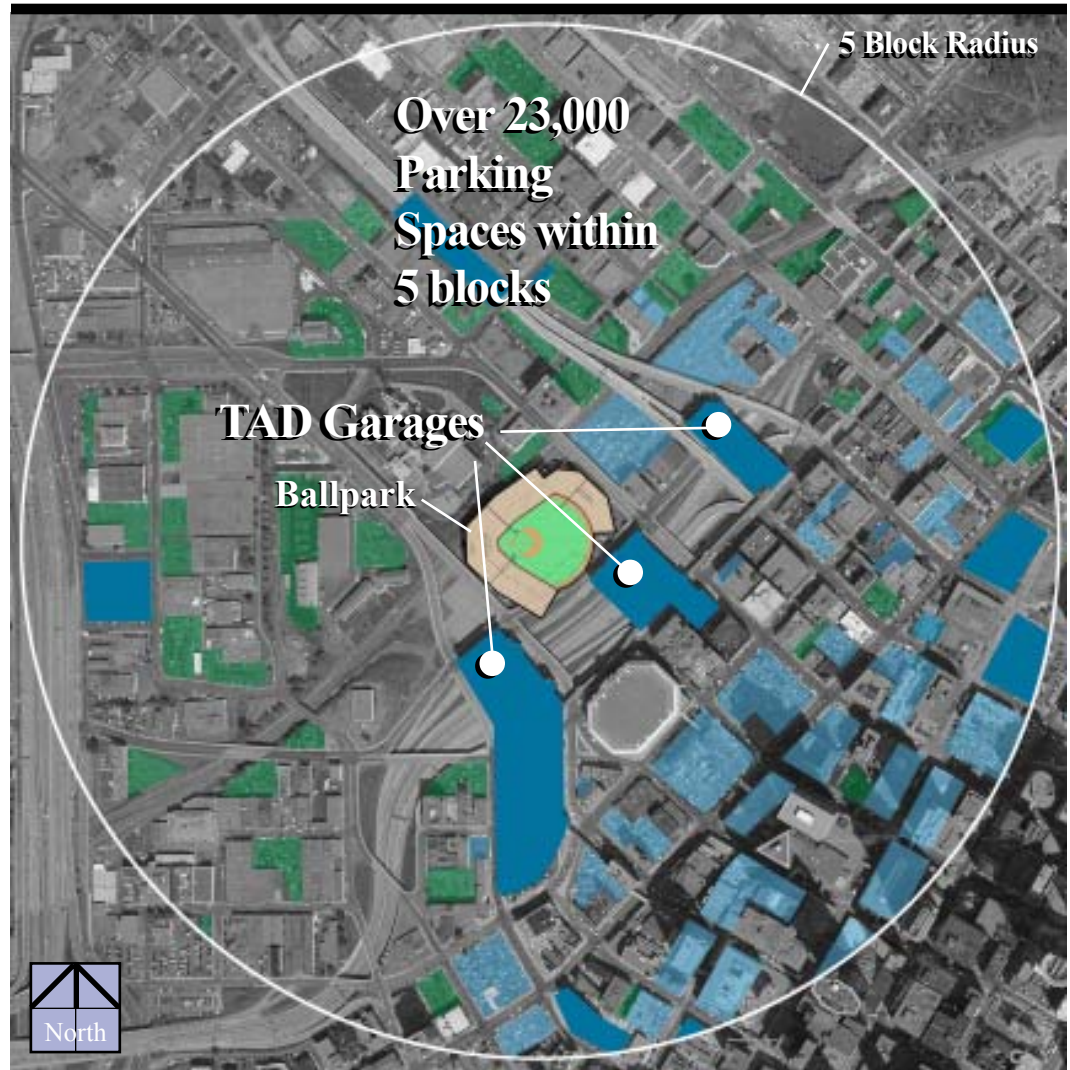 5 Block Radius
Over 23,000
Parking
Spaces within
5 blocks
TAD Garages
Ballpark
North